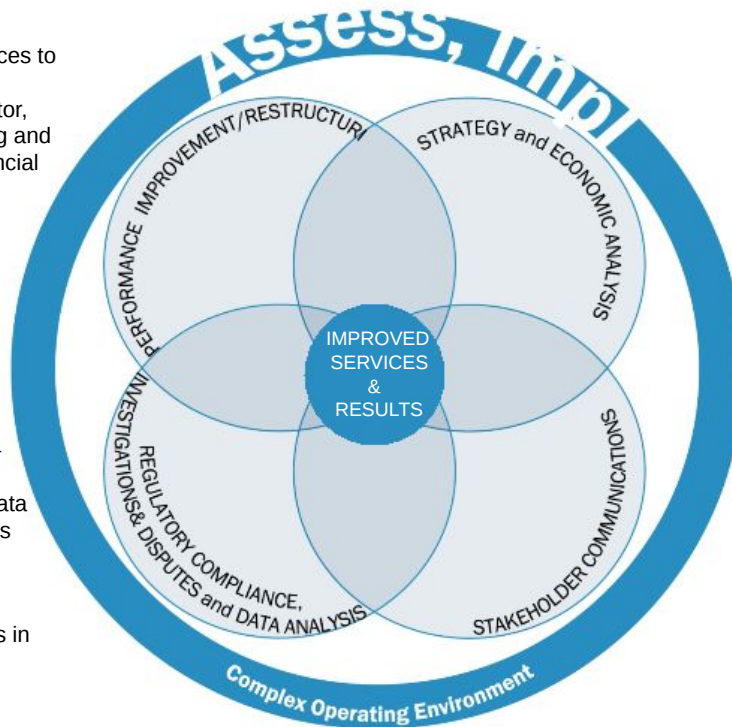 ces to
tor,
g and
ncial
ata
s
s in
Assess, Impl
PERFORMANCE IMPROVEMENT/RESTRUCTURI
STRATEGY and ECONOMIC ANALYSIS
IMPROVED
SERVICES
&
RESULTS
REGULATORY COMPLIANCE,
INVESTIGATIONS& DISPUTES and DATA ANALYSIS
STAKEHOLDER COMMUNICATIONS
Complex Operating Environment